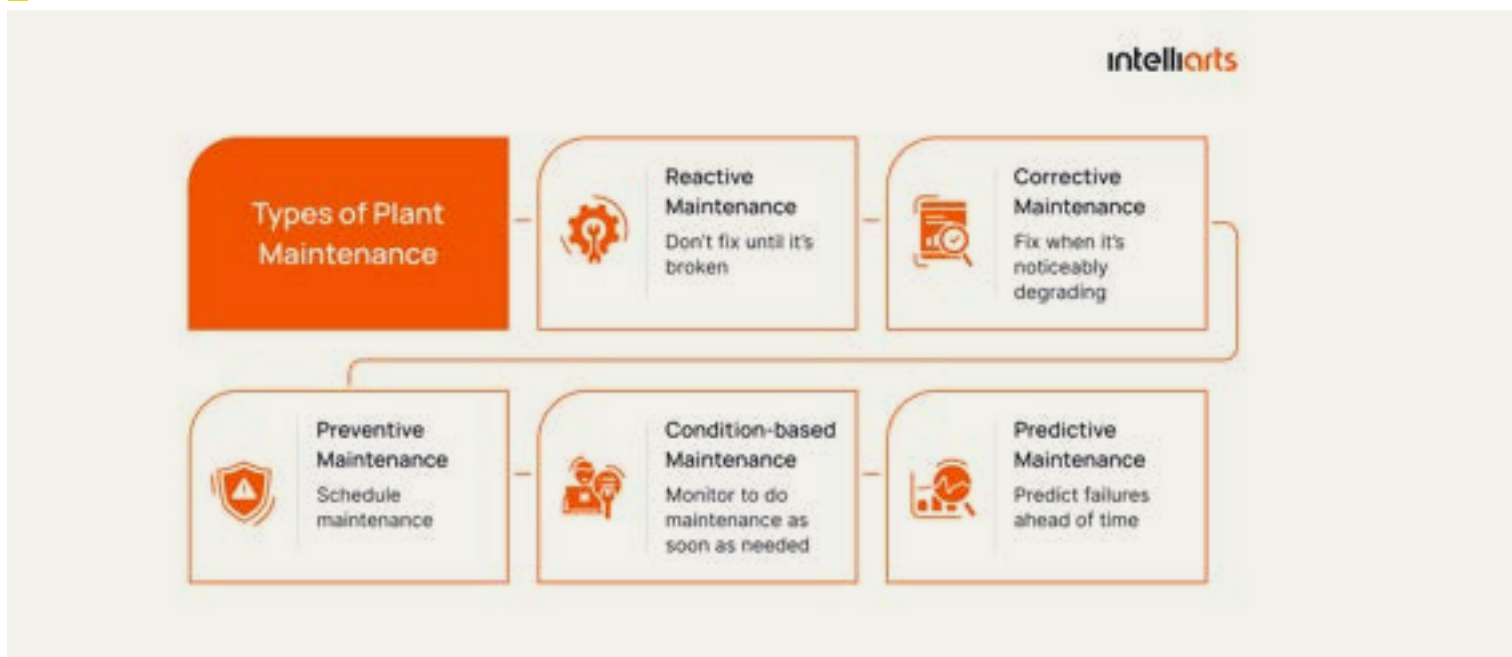 intelliarts
Types of Plant
Maintenance
Reactive
Maintenance
Don't fix until it's
broken
Corrective
Maintenance
Fix when it's
noticeably
degrading
Preventive
Maintenance
Schedule
maintenance
Condition-based
Maintenance
Monitor to do
maintenance as
soon as needed
Predictive
Maintenance
Predict failures
ahead of time